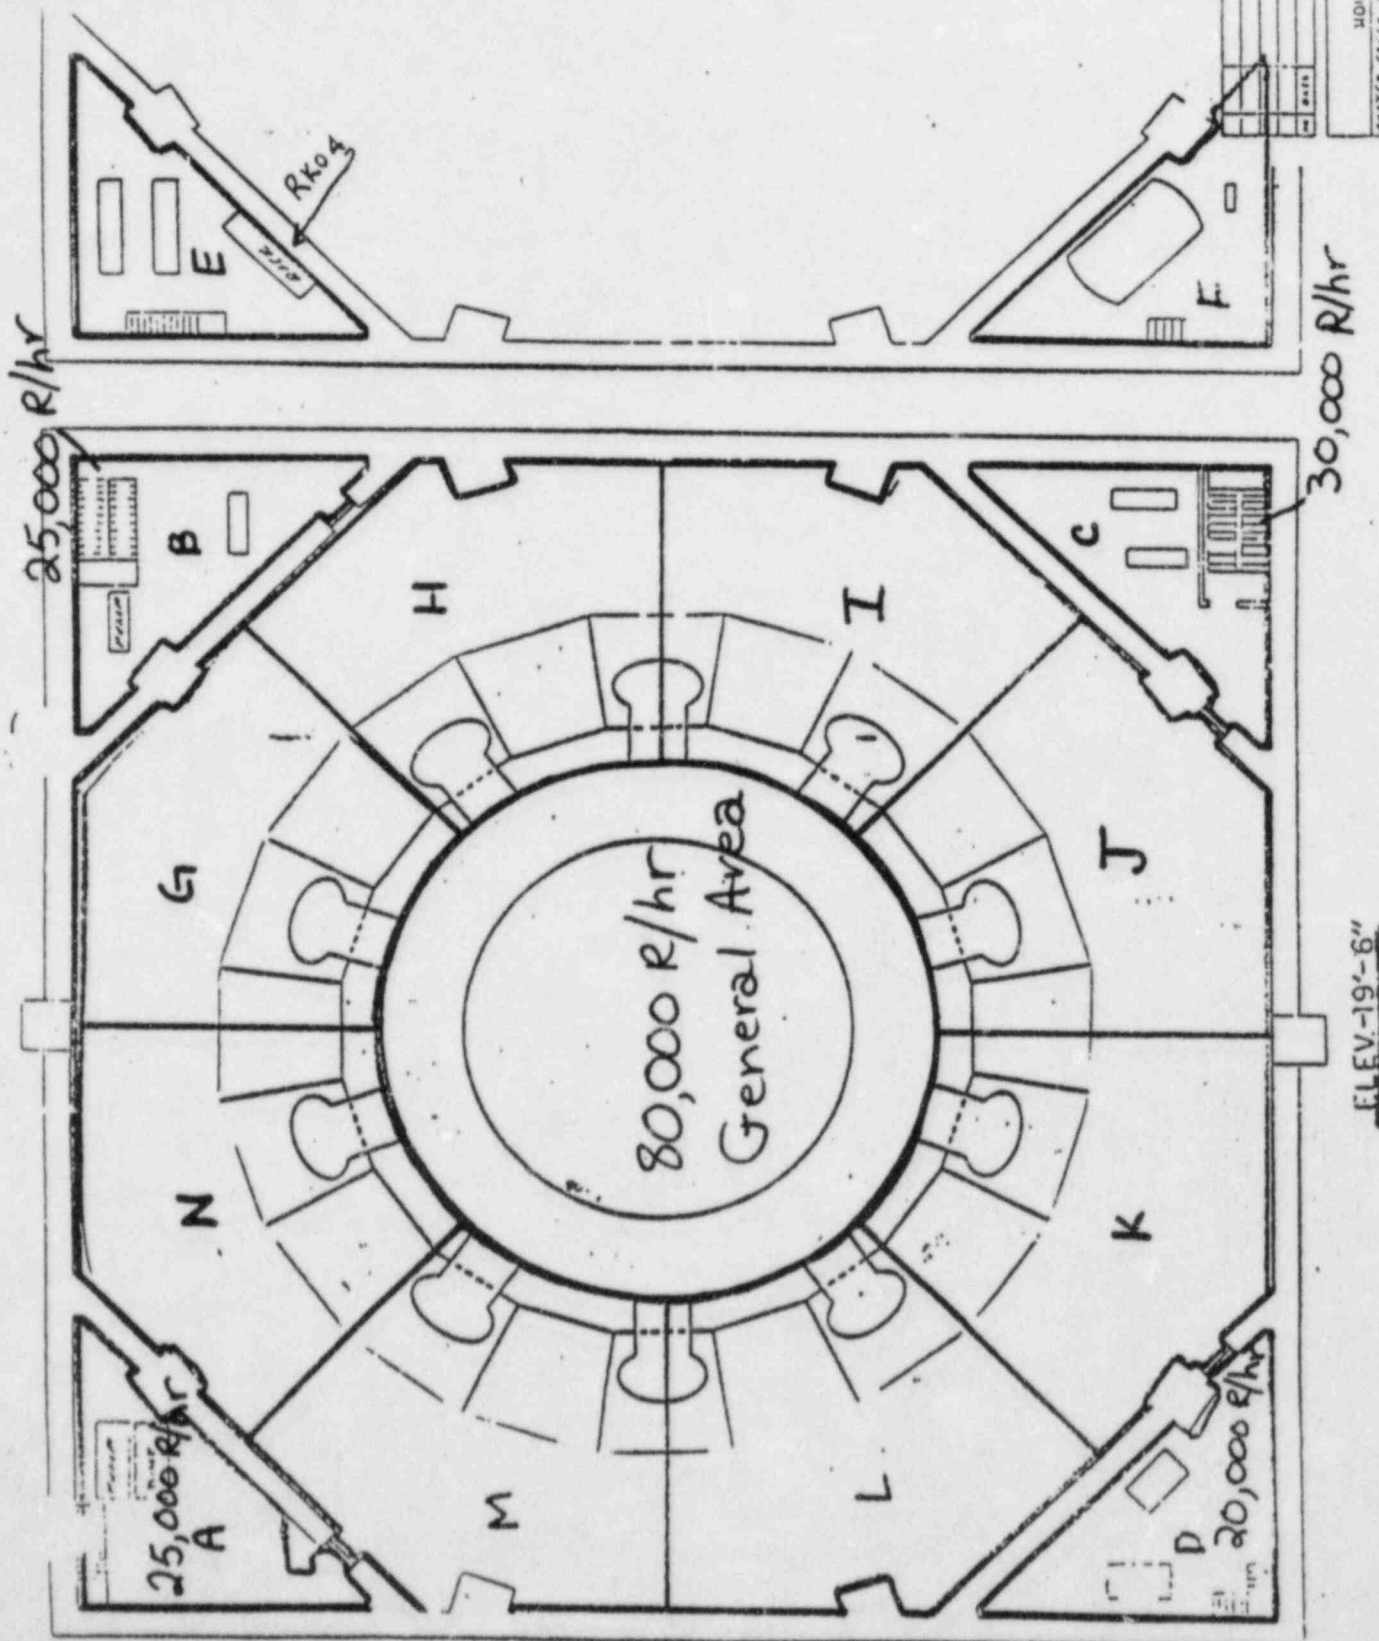 25,000 R/hr
RK04
E
F
30,000 R/hr
B
H
I
C
G
J
80,000 R/hr
General Area
N
K
25,000 R/hr
A
M
L
D
20,000 R/hr
ELEV.-19'-6"